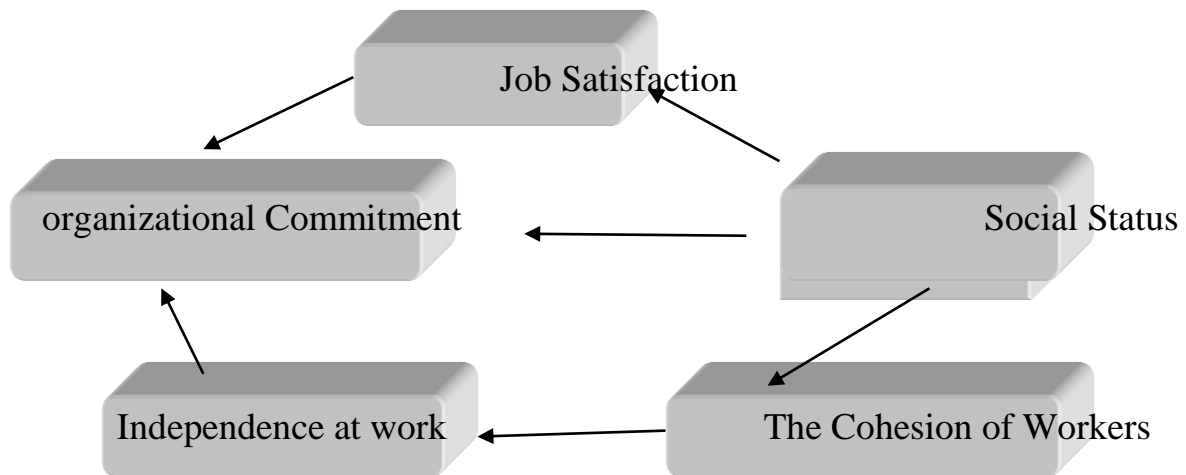 Job Satisfaction
organizational Commitment
Social Status
Independence at work
The Cohesion of Workers